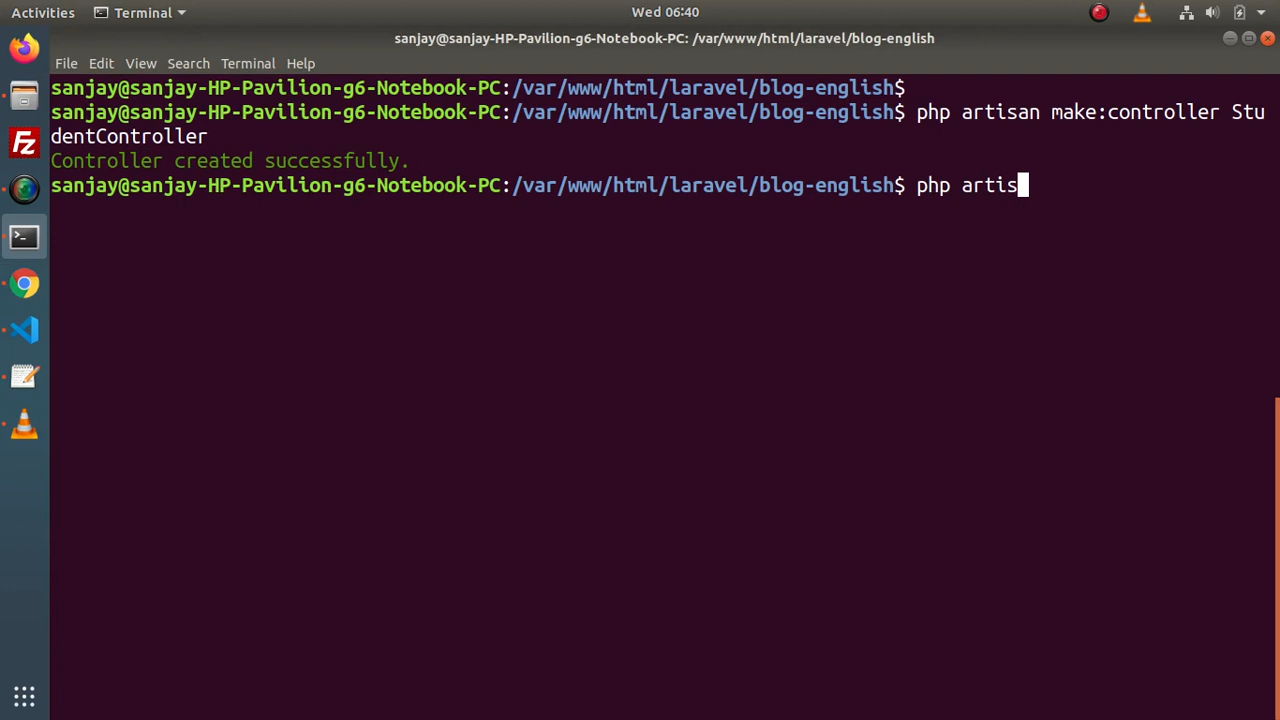 Activities Terminal Wed 06:40
sanjay@sanjay-HP-Pavilion-g6-Notebook-PC: /var/www/html/laravel/blog-english
File Edit View Search Terminal Help
sanjay@sanjay-HP-Pavilion-g6-Notebook-PC:/var/www/html/laravel/blog-english$
sanjay@sanjay-HP-Pavilion-g6-Notebook-PC:/var/www/html/laravel/blog-english$ php artisan make:controller Stu
dentController
Controller created successfully.
sanjay@sanjay-HP-Pavilion-g6-Notebook-PC:/var/www/html/laravel/blog-english$ php artis